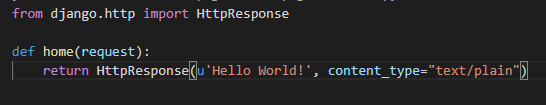 from django.http import HttpResponse
def home(request):
    return HttpResponse(u'Hello World!', content_type="text/plain")